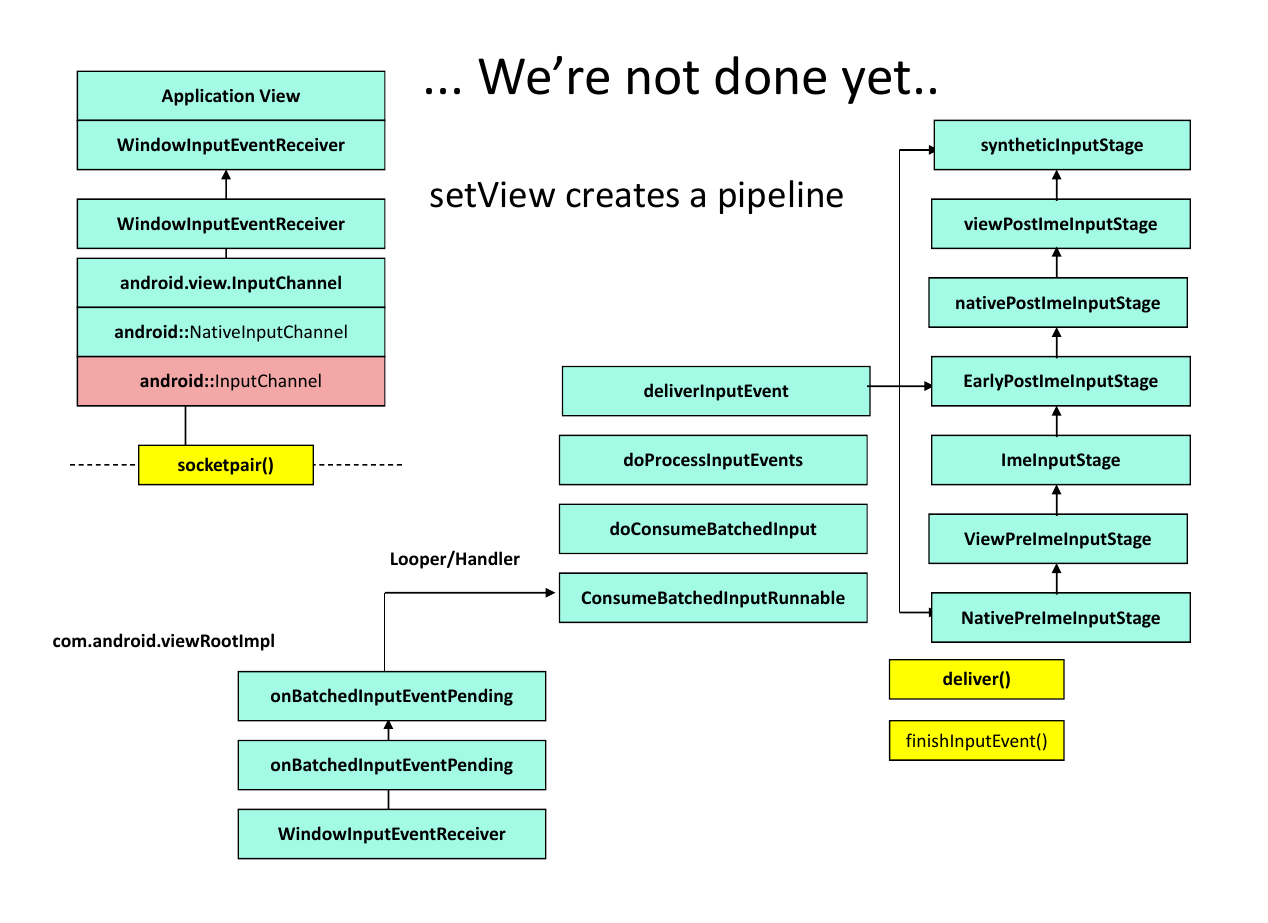 ... We’re not done yet..
setView creates a pipeline
Application View
WindowInputEventReceiver
WindowInputEventReceiver
android.view.InputChannel
android::NativeInputChannel
android::InputChannel
socketpair()
Looper/Handler
com.android.viewRootImpl
onBatchedInputEventPending
onBatchedInputEventPending
WindowInputEventReceiver
deliverInputEvent
doProcessInputEvents
doConsumeBatchedInput
ConsumeBatchedInputRunnable
syntheticInputStage
viewPostImeInputStage
nativePostImeInputStage
EarlyPostImeInputStage
ImeInputStage
ViewPreImeInputStage
NativePreImeInputStage
deliver()
finishInputEvent()